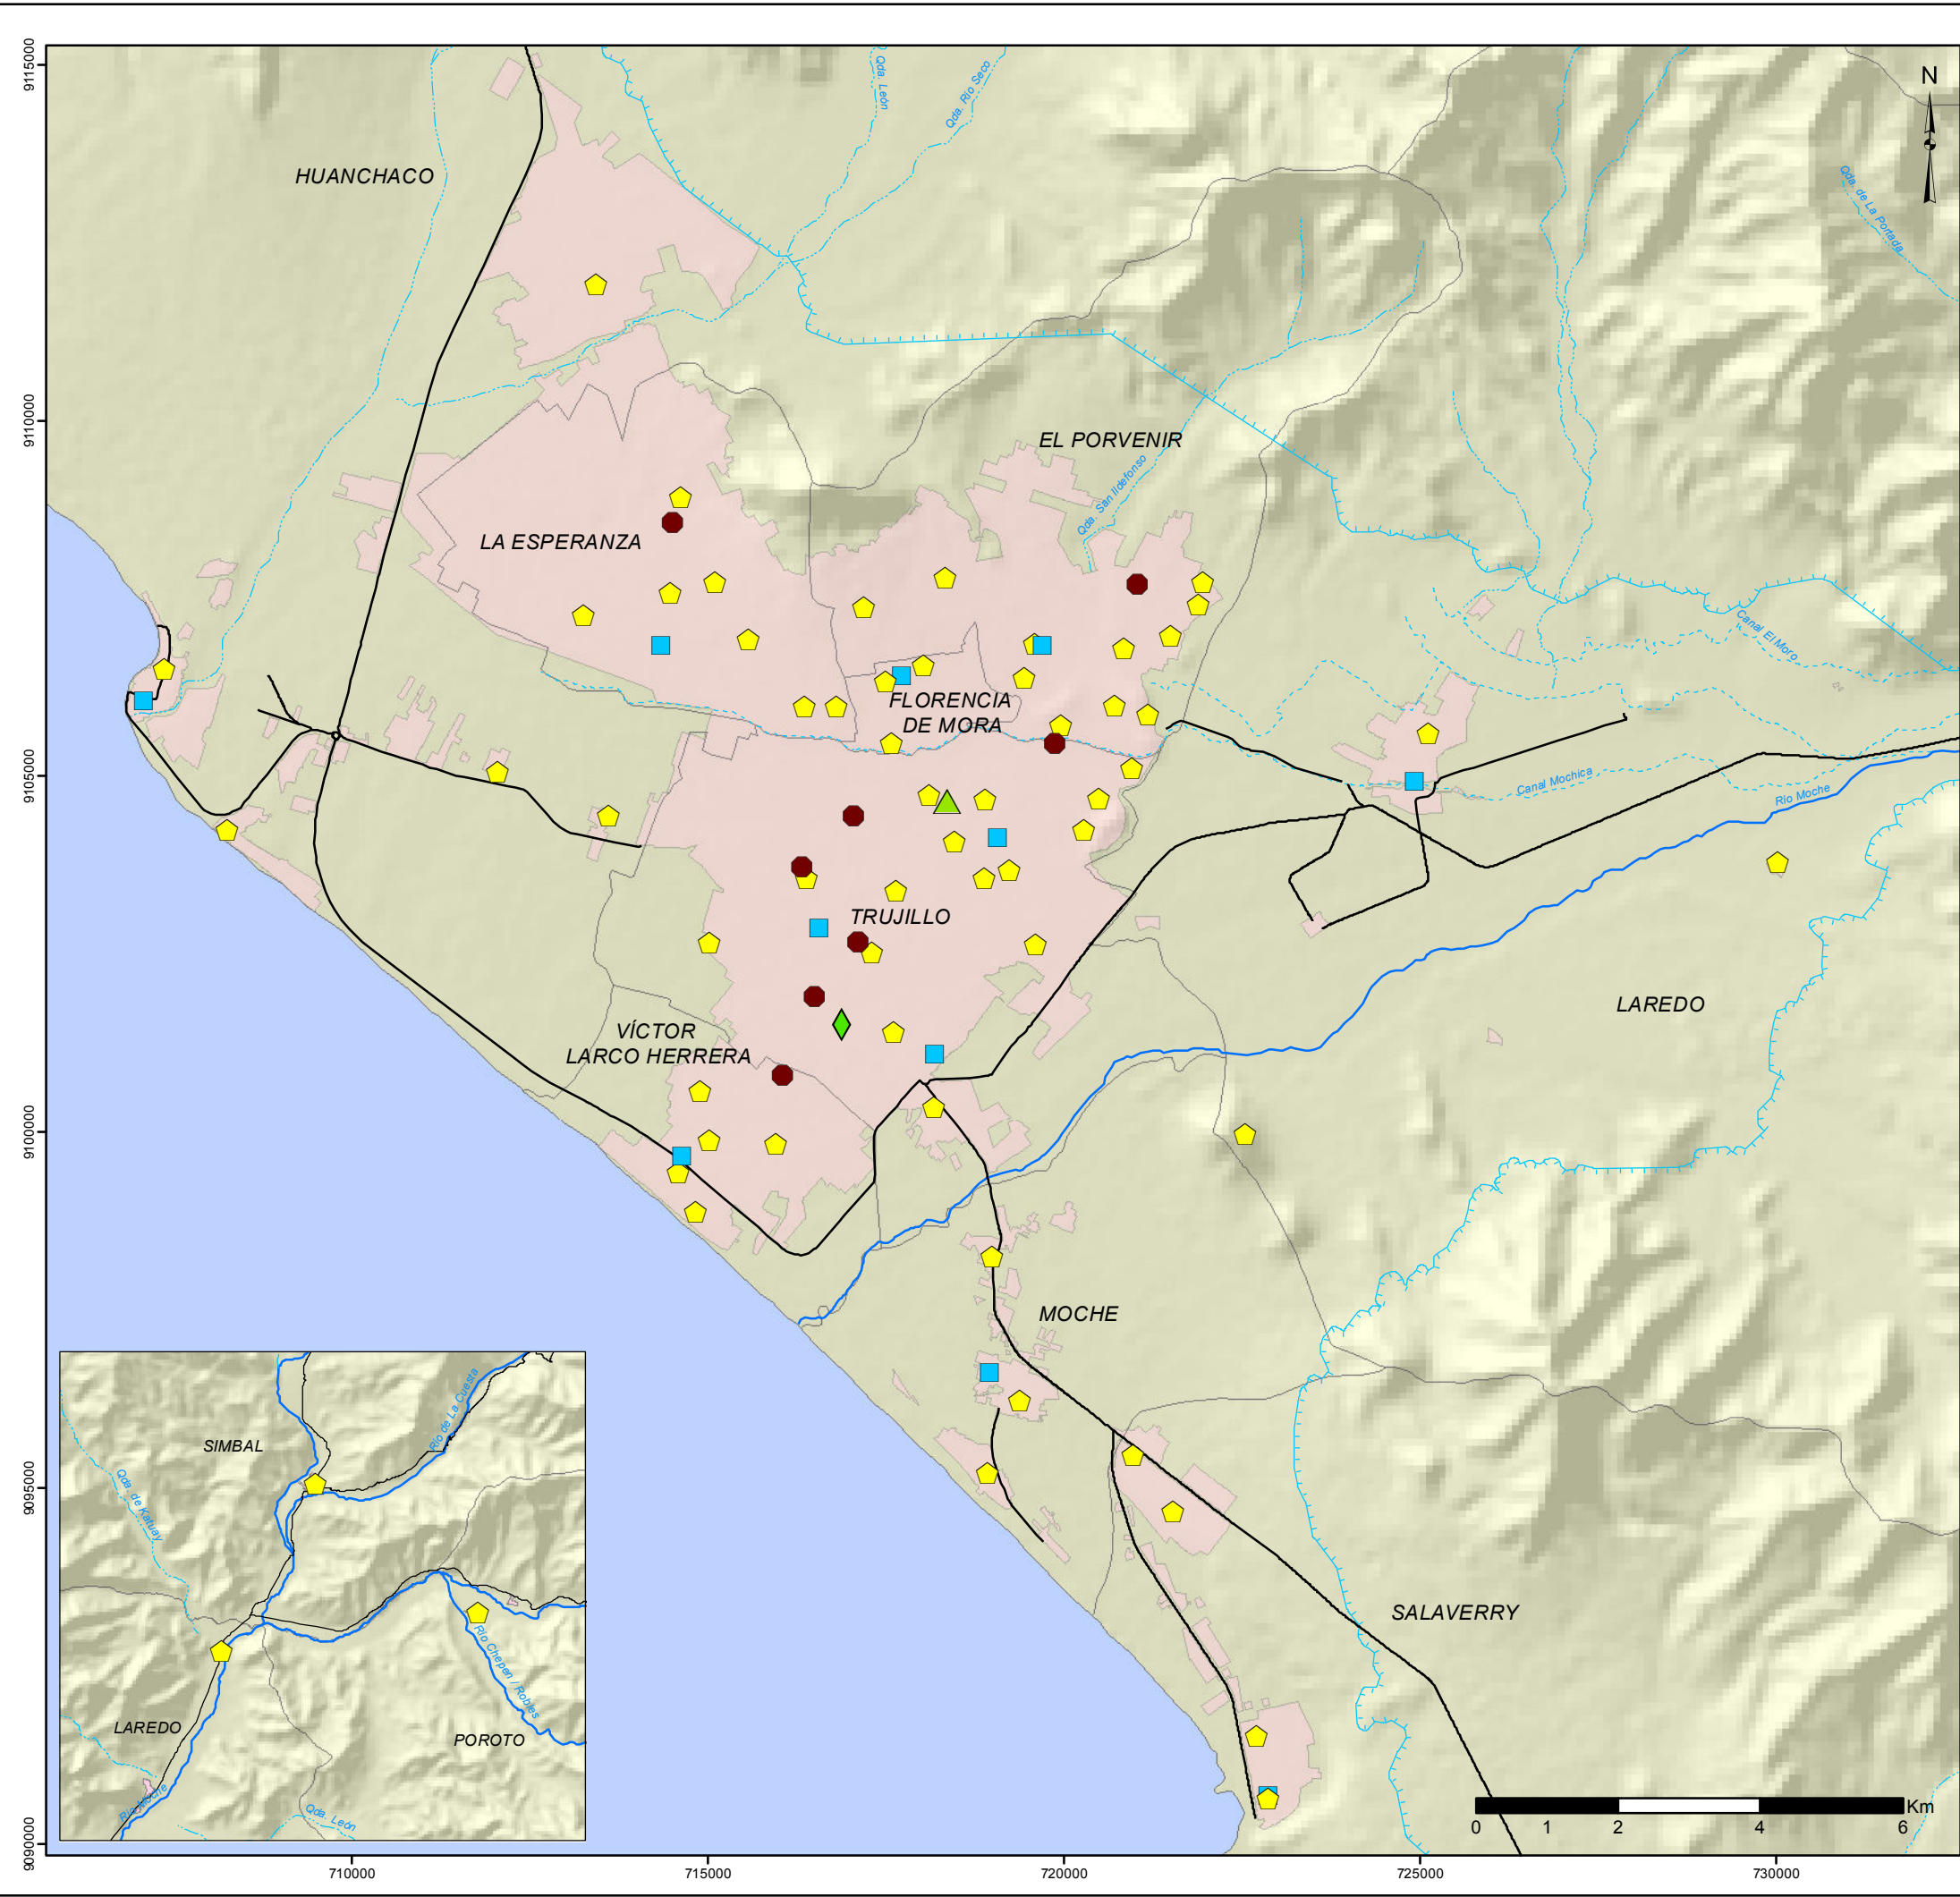 9115000
9110000
9105000
9100000
9095000
9090000
N
Qda. León
Qda. Río Seco
Qda. de La Portada
HUANCHACO
EL PORVENIR
Qda. San Ildefonso
LA ESPERANZA
Canal El Moro
FLORENCIA
DE MORA
Canal Mochica
Río Moche
TRUJILLO
LAREDO
VÍCTOR
LARCO HERRERA
MOCHE
SALAVERRY
SIMBAL
Río de La Cuesta
Qda. de Katuay
Río Chepen / Robles
LAREDO
POROTO
Río Moche
Qda. León
Km
0 1 2 4 6
710000
715000
720000
725000
730000